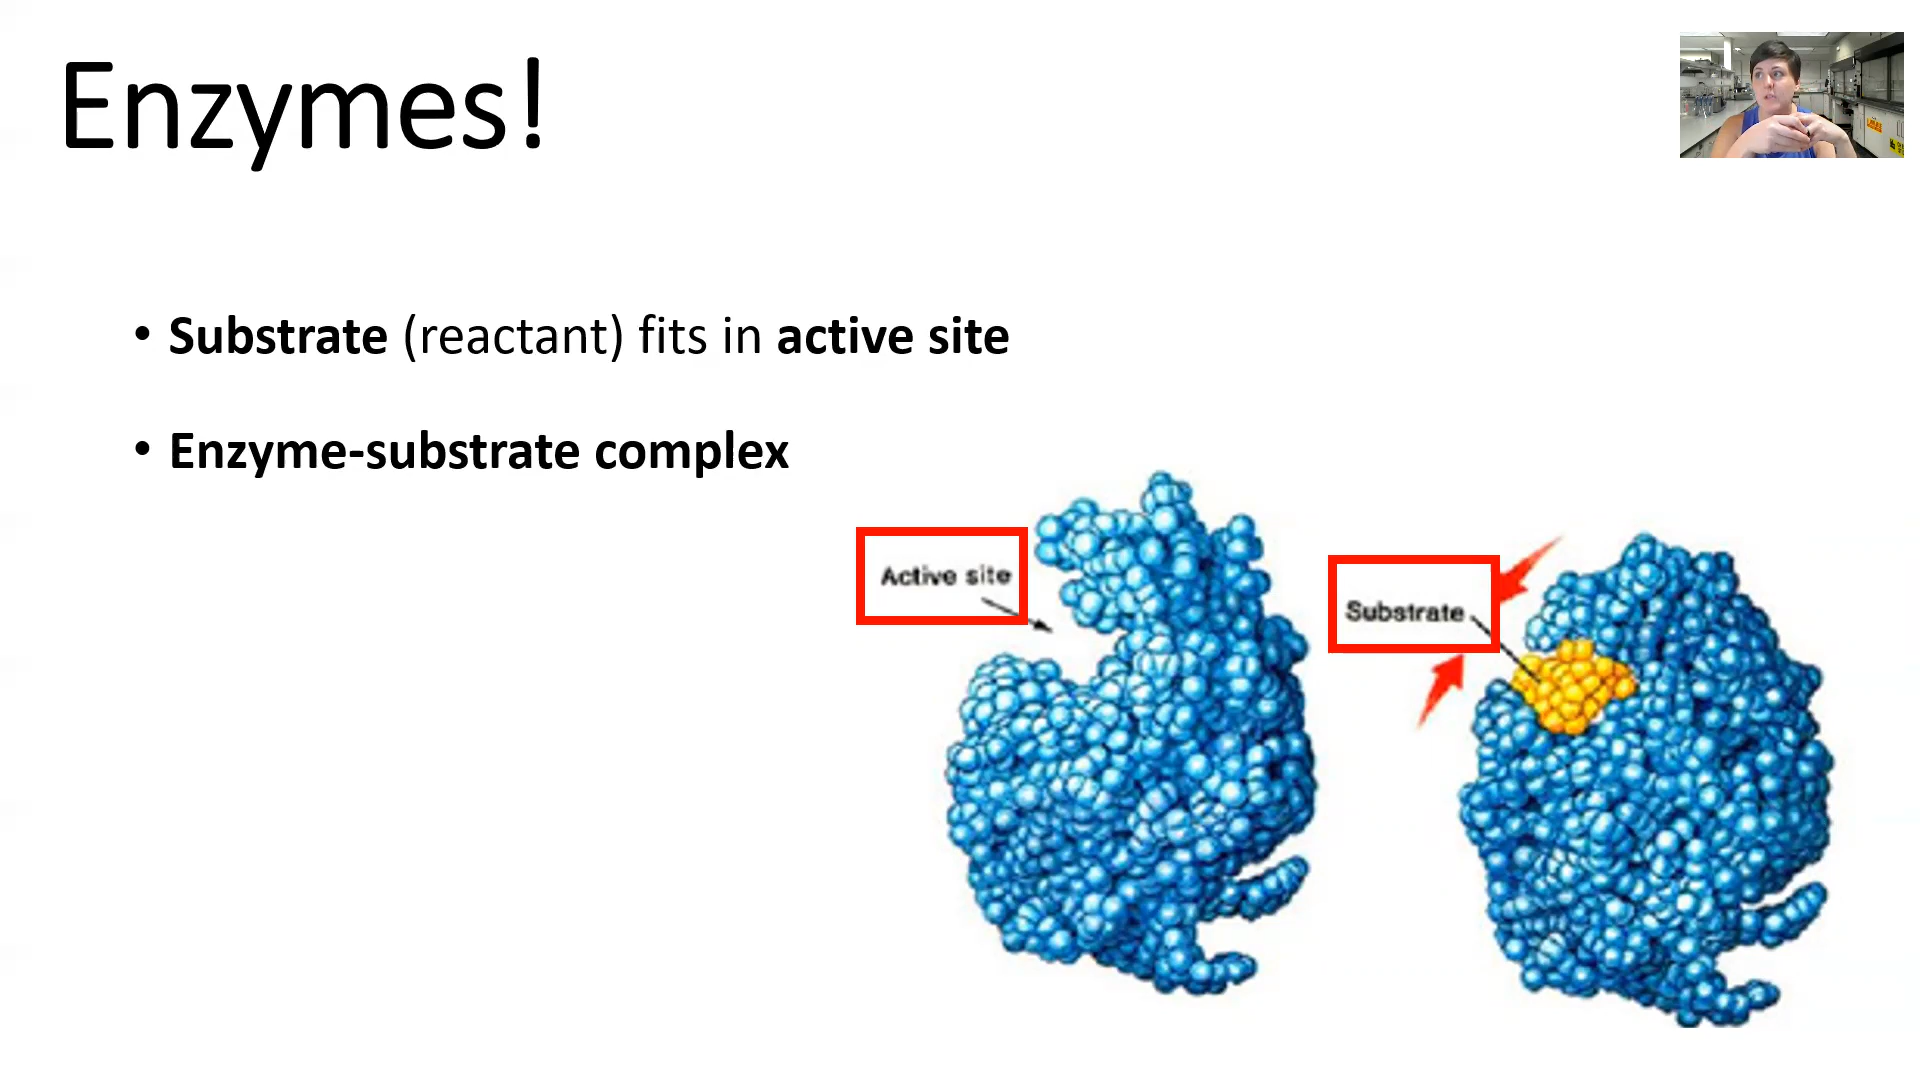 Enzymes!
• Substrate (reactant) fits in active site
• Enzyme-substrate complex
Active site
Substrate